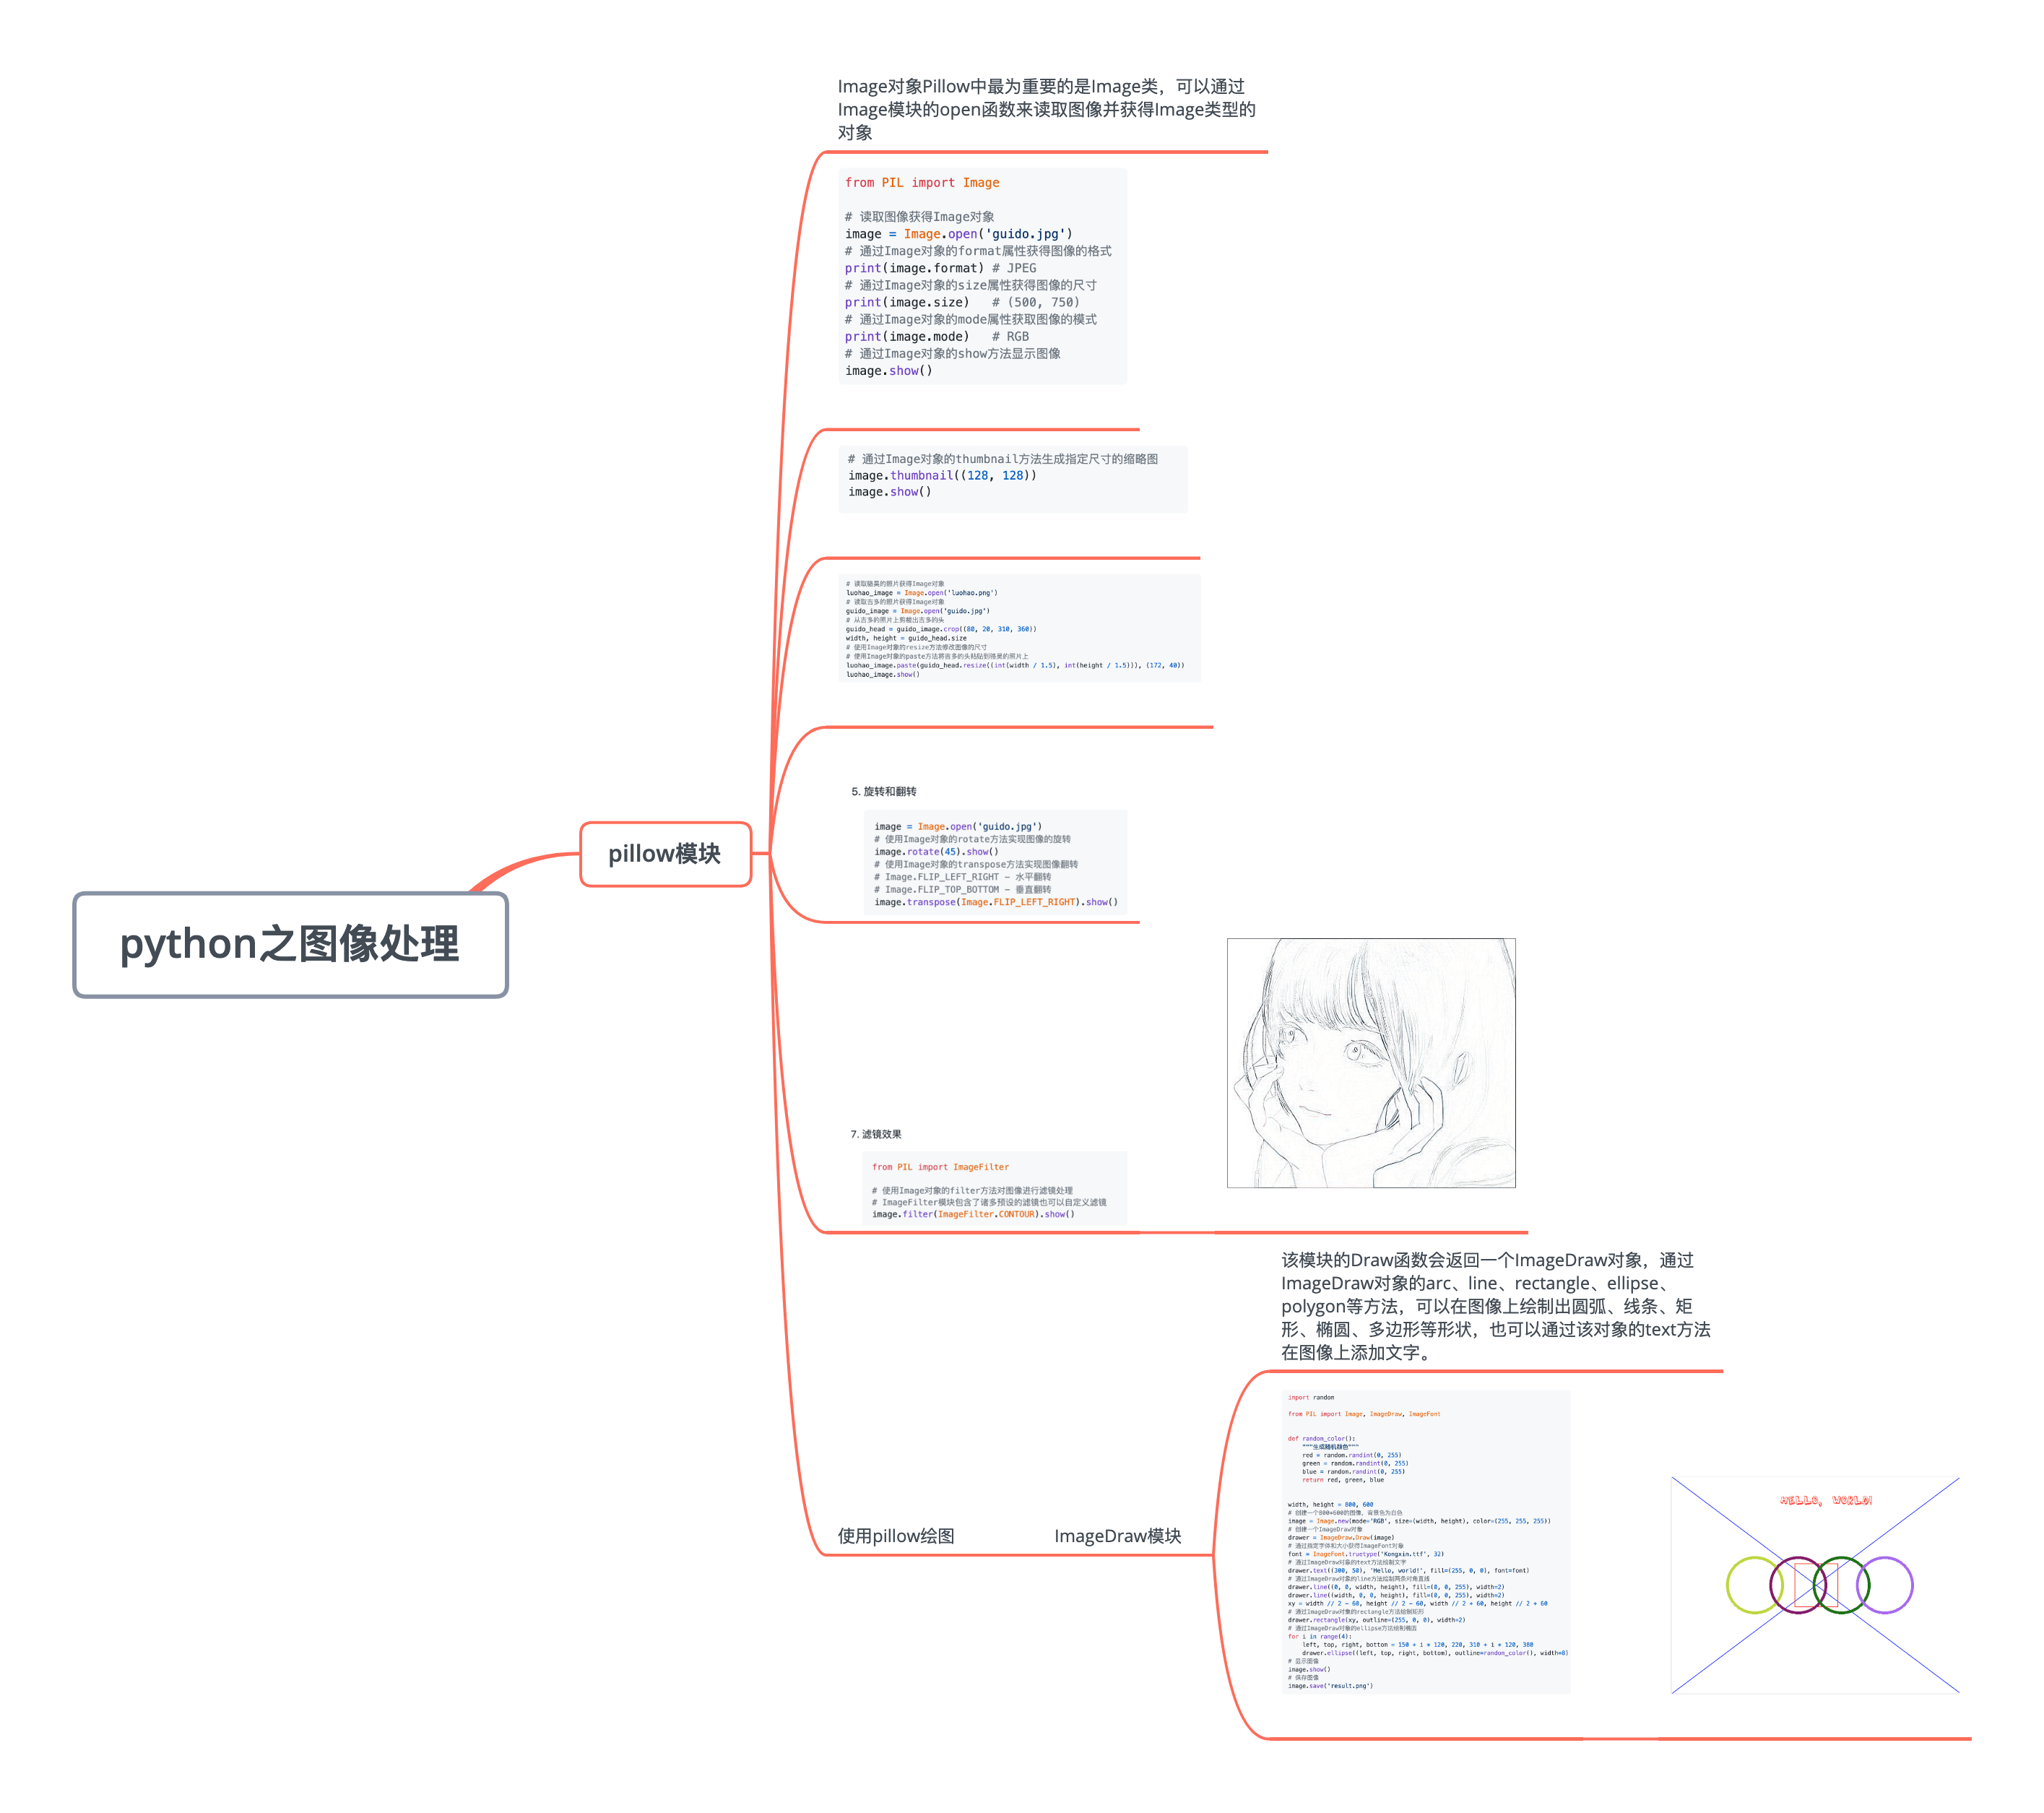 python之图像处理
pillow模块
Image对象Pillow中最为重要的是Image类，可以通过
Image模块的open函数来读取图像并获得Image类型的
对象
from PIL import Image
# 读取图像获得Image对象
image = Image.open('guido.jpg')
# 通过Image对象的format属性获得图像的格式
print(image.format) # JPEG
# 通过Image对象的size属性获得图像的尺寸
print(image.size)   # (500, 750)
# 通过Image对象的mode属性获取图像的模式
print(image.mode)   # RGB
# 通过Image对象的show方法显示图像
image.show()
# 通过Image对象的thumbnail方法生成指定尺寸的缩略图
image.thumbnail((128, 128))
image.show()
# 读取骆昊的照片获得Image对象
luohao_image = Image.open('luohao.png')
# 读取吉多的照片获得Image对象
guido_image = Image.open('guido.jpg')
# 从吉多的照片上剪裁出吉多的头
guido_head = guido_image.crop((80, 20, 310, 360))
width, height = guido_head.size
# 使用Image对象的resize方法修改图像的尺寸
# 使用Image对象的paste方法将吉多的头粘贴到骆昊的照片上
luohao_image.paste(guido_head.resize((int(width / 1.5), int(height / 1.5))), (172, 40))
luohao_image.show()
5. 旋转和翻转
image = Image.open('guido.jpg')
# 使用Image对象的rotate方法实现图像的旋转
image.rotate(45).show()
# 使用Image对象的transpose方法实现图像翻转
# Image.FLIP_LEFT_RIGHT - 水平翻转
# Image.FLIP_TOP_BOTTOM - 垂直翻转
image.transpose(Image.FLIP_LEFT_RIGHT).show()
7. 滤镜效果
from PIL import ImageFilter
# 使用Image对象的filter方法对图像进行滤镜处理
# ImageFilter模块包含了诸多预设的滤镜也可以自定义滤镜
image.filter(ImageFilter.CONTOUR).show()
使用pillow绘图
ImageDraw模块
该模块的Draw函数会返回一个ImageDraw对象，通过
ImageDraw对象的arc、line、rectangle、ellipse、
polygon等方法，可以在图像上绘制出圆弧、线条、矩
形、椭圆、多边形等形状，也可以通过该对象的text方法
在图像上添加文字。
import random
from PIL import Image, ImageDraw, ImageFont
def random_color():
    """生成随机颜色"""
    red = random.randint(0, 255)
    green = random.randint(0, 255)
    blue = random.randint(0, 255)
    return red, green, blue
width, height = 800, 600
# 创建一个800*600的图像，背景色为白色
image = Image.new(mode='RGB', size=(width, height), color=(255, 255, 255))
# 创建一个ImageDraw对象
drawer = ImageDraw.Draw(image)
# 通过指定字体和大小获得ImageFont对象
font = ImageFont.truetype('Kongxin.ttf', 32)
# 通过ImageDraw对象的text方法绘制文字
drawer.text((300, 50), 'Hello, world!', fill=(255, 0, 0), font=font)
# 通过ImageDraw对象的line方法绘制两条对角直线
drawer.line((0, 0, width, height), fill=(0, 0, 255), width=2)
drawer.line((width, 0, 0, height), fill=(0, 0, 255), width=2)
xy = width // 2 - 60, height // 2 - 60, width // 2 + 60, height // 2 + 60
# 通过ImageDraw对象的rectangle方法绘制矩形
drawer.rectangle(xy, outline=(255, 0, 0), width=2)
# 通过ImageDraw对象的ellipse方法绘制椭圆
for i in range(4):
    left, top, right, bottom = 150 + i * 120, 220, 310 + i * 120, 380
    drawer.ellipse((left, top, right, bottom), outline=random_color(), width=8)
# 显示图像
image.show()
# 保存图像
image.save('result.png')
HELLO, WORLD!